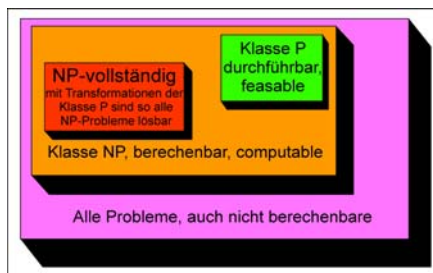 Klasse P
durchführbar,
feasable
NP-vollständig
mit Transformationen der
Klasse P sind so alle
NP-Probleme lösbar
Klasse NP, berechenbar, computable
Alle Probleme, auch nicht berechenbare